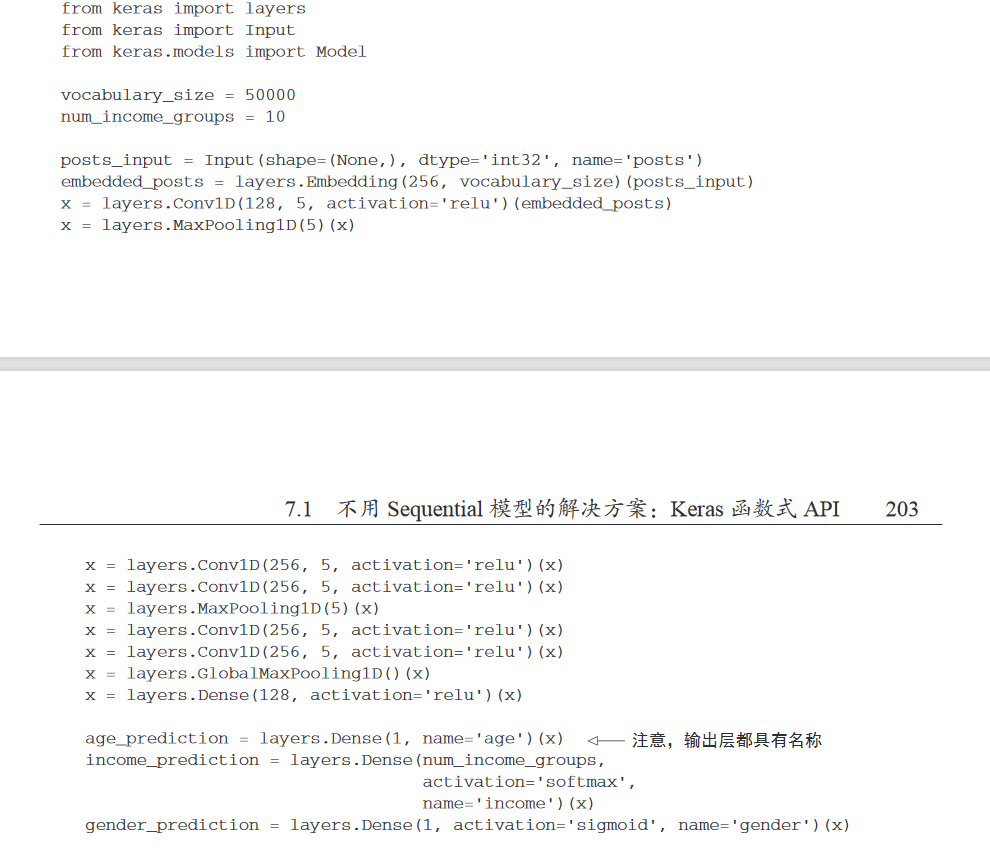 from keras import layers
from keras import Input
from keras.models import Model
vocabulary_size = 50000
num_income_groups = 10
posts_input = Input(shape=(None,), dtype='int32', name='posts')
embedded_posts = layers.Embedding(256, vocabulary_size)(posts_input)
x = layers.Conv1D(128, 5, activation='relu')(embedded_posts)
x = layers.MaxPooling1D(5)(x)
7.1 不用 Sequential 模型的解决方案：Keras 函数式 API 203
x = layers.Conv1D(256, 5, activation='relu')(x)
x = layers.Conv1D(256, 5, activation='relu')(x)
x = layers.MaxPooling1D(5)(x)
x = layers.Conv1D(256, 5, activation='relu')(x)
x = layers.Conv1D(256, 5, activation='relu')(x)
x = layers.GlobalMaxPooling1D()(x)
x = layers.Dense(128, activation='relu')(x)
age_prediction = layers.Dense(1, name='age')(x) 注意，输出层都具有名称
income_prediction = layers.Dense(num_income_groups,
activation='softmax',
name='income')(x)
gender_prediction = layers.Dense(1, activation='sigmoid', name='gender')(x)